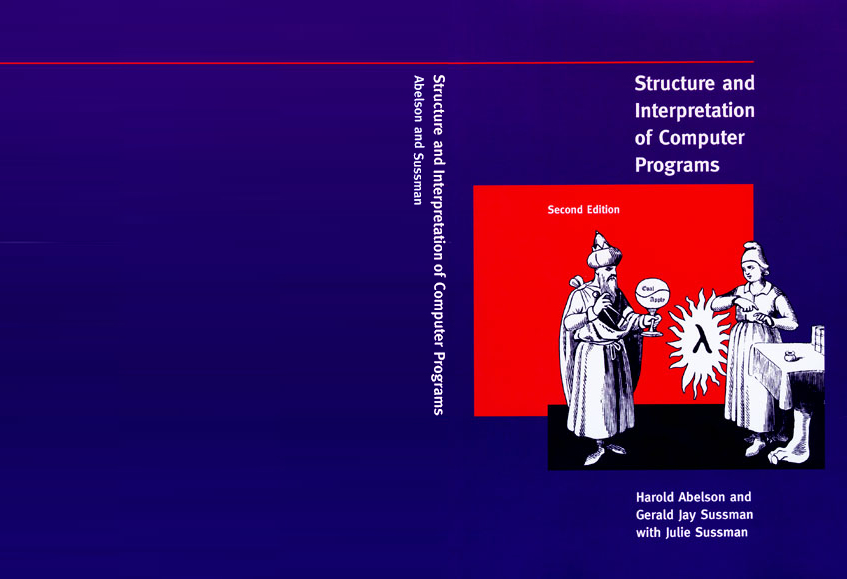 Structure and Interpretation of Computer Programs
Abelson and Sussman
Structure and
Interpretation
of Computer
Programs
Second Edition
Eval
Apply
λ
Harold Abelson and
Gerald Jay Sussman
with Julie Sussman